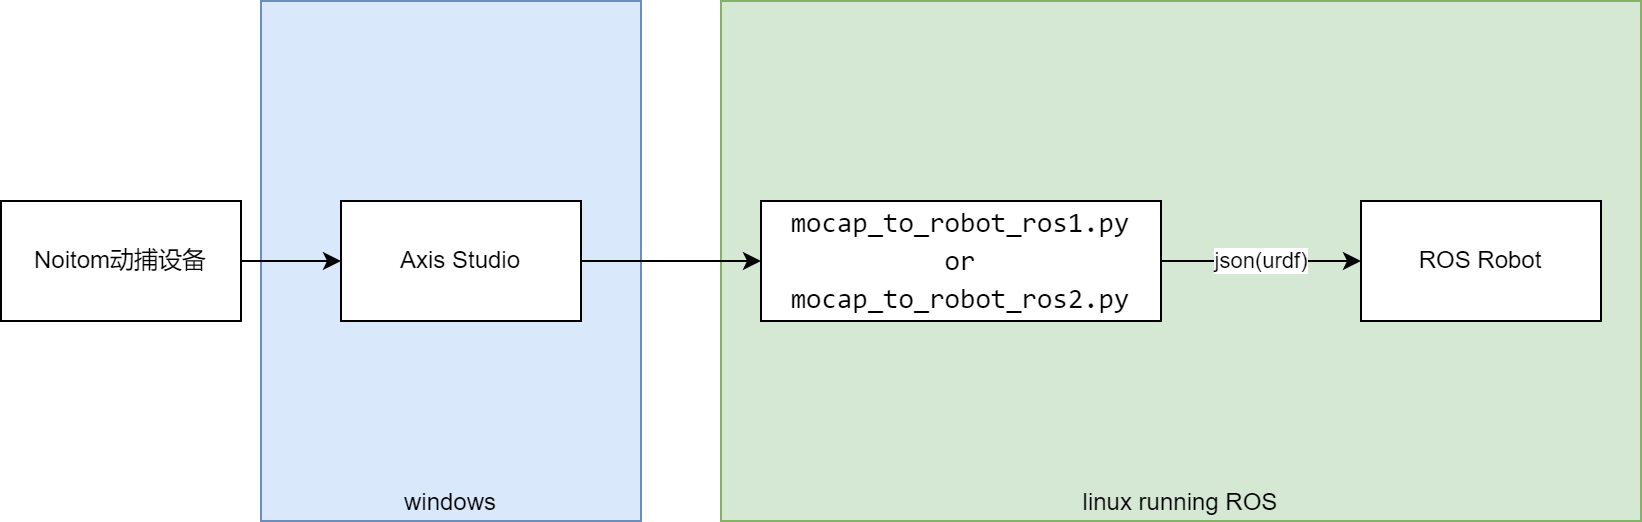 Noitom动捕设备
Axis Studio
mocap_to_robot_ros1.py
or
mocap_to_robot_ros2.py
json(urdf)
ROS Robot
windows
linux running ROS